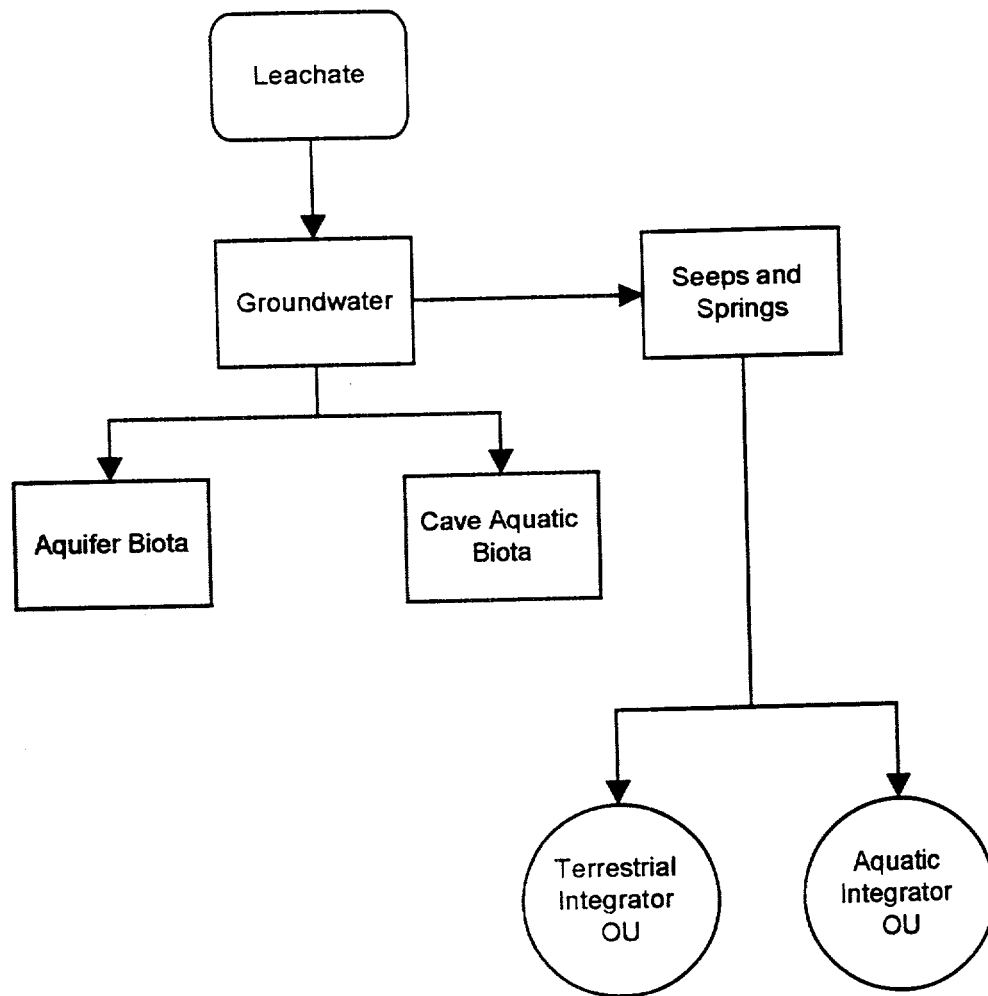 Leachate
Groundwater
Seeps and
Springs
Aquifer Biota
Cave Aquatic
Biota
Terrestrial
Integrator
OU
Aquatic
Integrator
OU